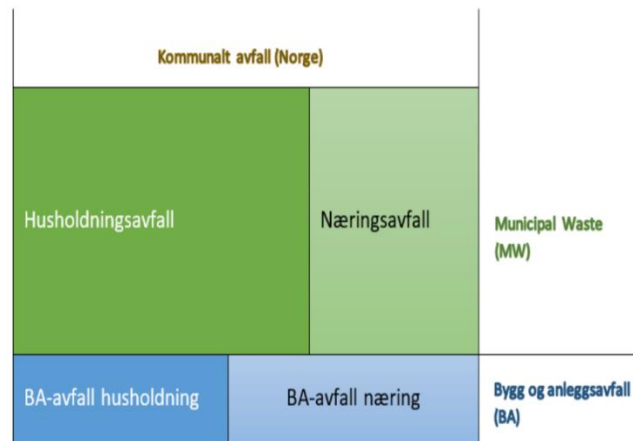 Kommunalt avfall (Norge)
Husholdningsavfall
Næringsavfall
Municipal Waste
(MW)
BA-avfall husholdning
BA-avfall næring
Bygg og anleggsavfall
(BA)